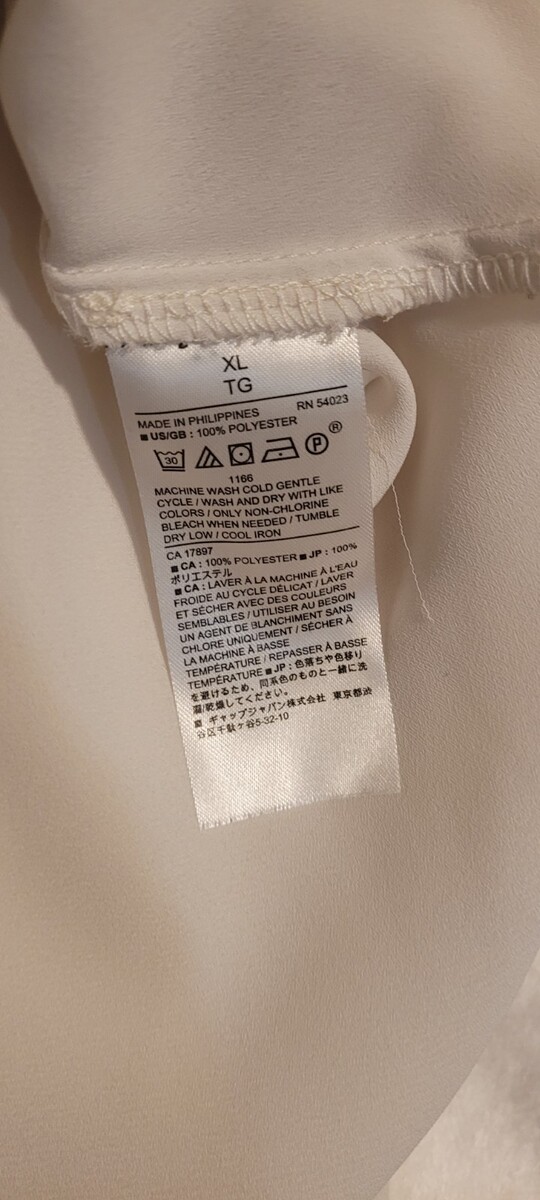 XL
TG
MADE IN PHILIPPINES RN 54023
■ US/GB : 100% POLYESTER
30 P ®
1166
MACHINE WASH COLD GENTLE
CYCLE / WASH AND DRY WITH LIKE
COLORS / ONLY NON-CHLORINE
BLEACH WHEN NEEDED / TUMBLE
DRY LOW / COOL IRON
CA 17897
■ CA : 100% POLYESTER ■ JP : 100%
ポリエステル
■ CA : LAVER À LA MACHINE À L'EAU
FROIDE AU CYCLE DÉLICAT / LAVER
ET SÉCHER AVEC DES COULEURS
SEMBLABLES / UTILISER AU BESOIN
UN AGENT DE BLANCHIMENT SANS
CHLORE UNIQUEMENT / SÉCHER À
LA MACHINE À BASSE
TEMPÉRATURE / REPASSER À BASSE
TEMPÉRATURE ■ JP : 色落ちや色移り
を避けるため、同系色のものと一緒に洗
濯/乾燥してください。
■ ギャップジャパン株式会社 東京都渋
谷区千駄ヶ谷5-32-10